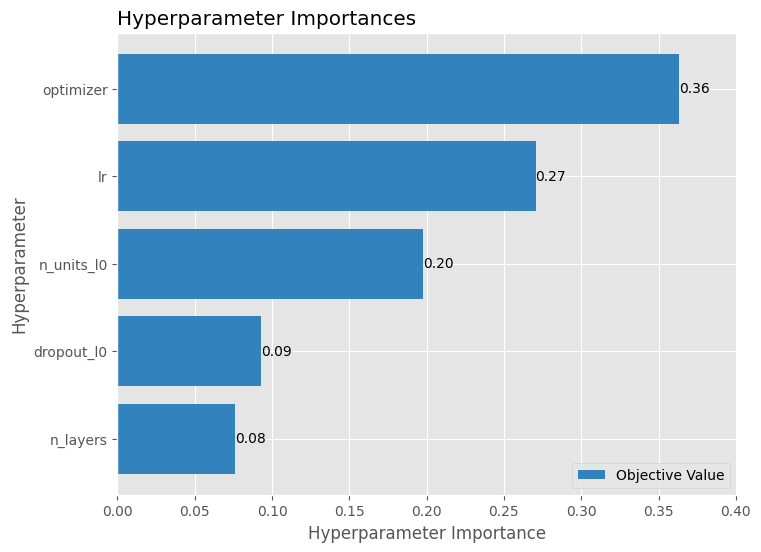 Hyperparameter Importances
Hyperparameter
optimizer
0.36
lr
0.27
n_units_l0
0.20
dropout_l0
0.09
n_layers
0.08
Objective Value
0.00 0.05 0.10 0.15 0.20 0.25 0.30 0.35 0.40
Hyperparameter Importance